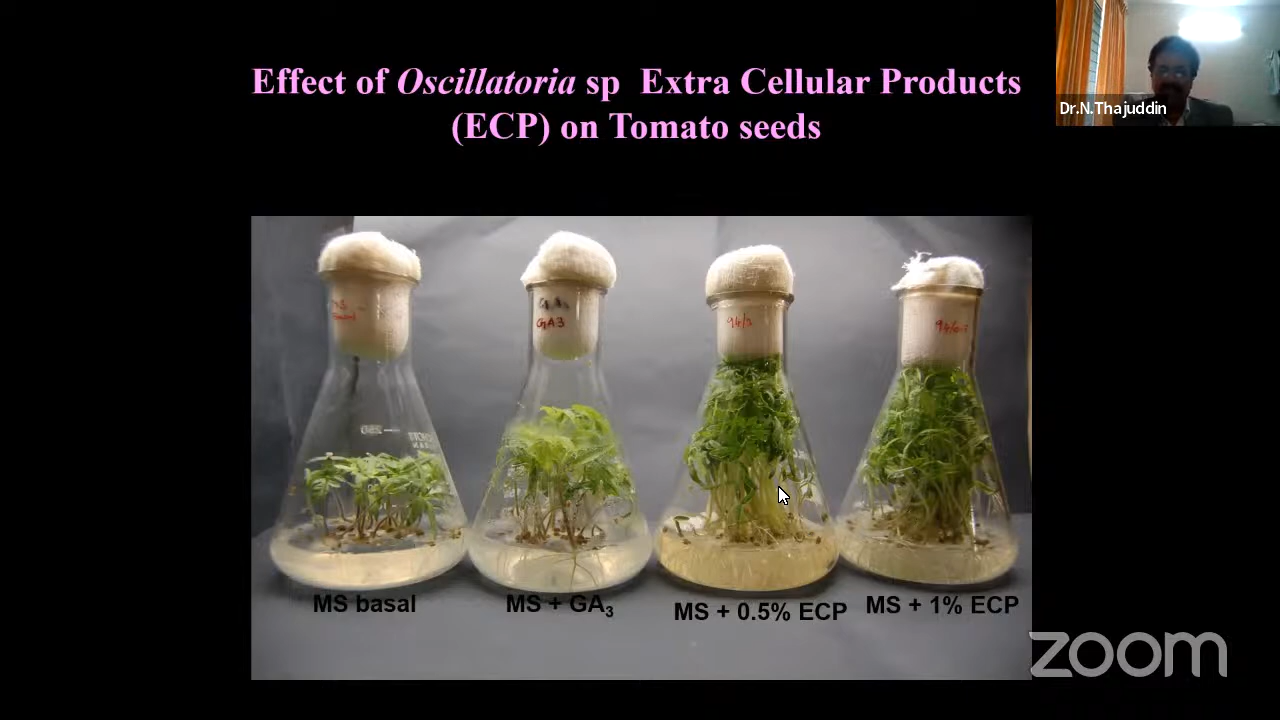 Effect of Oscillatoria sp Extra Cellular Products
(ECP) on Tomato seeds
Dr.N.Thajuddin
GA3
94/
MS basal
MS + GA₃
MS + 0.5% ECP
MS + 1% ECP
zoom